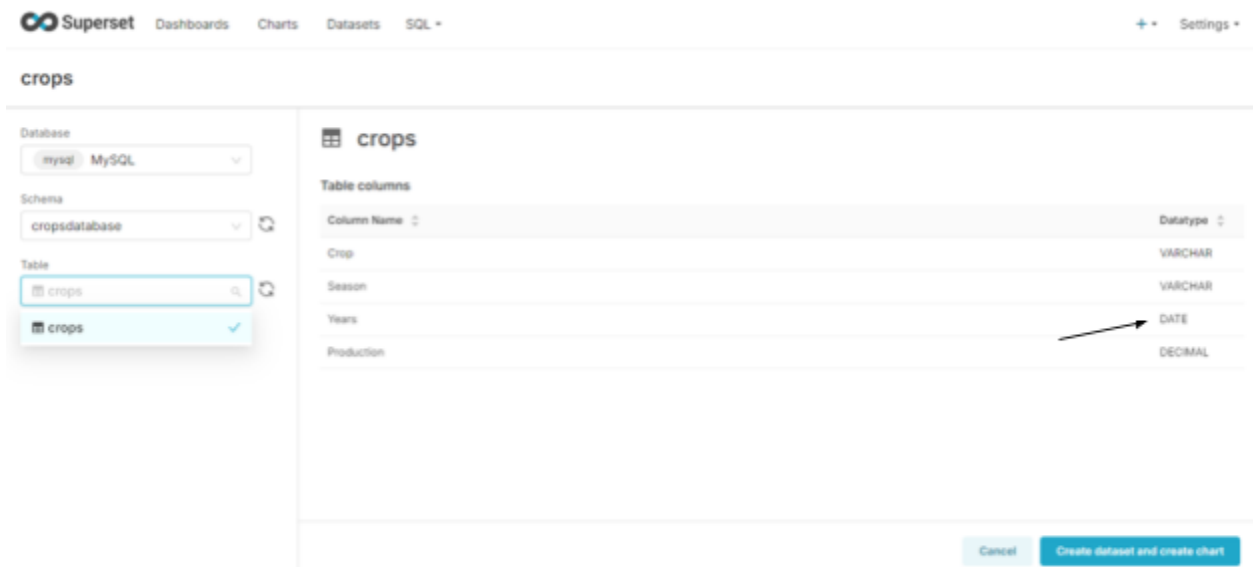 Superset Dashboards Charts Datasets SQL + Settings
crops
Database
mysql MySQL
Schema
cropsdatabase
Table
crops
crops
crops
Table columns
Column Name Datatype
Crop VARCHAR
Season VARCHAR
Years DATE
Production DECIMAL
Cancel Create dataset and create chart